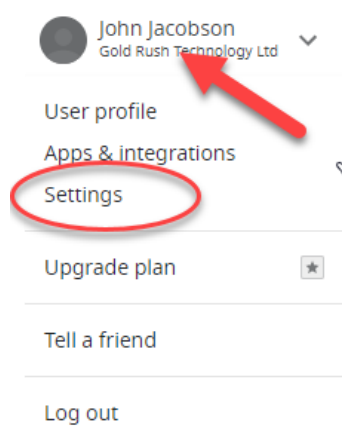 John Jacobson
Gold Rush Technology Ltd
User profile
Apps & integrations
Settings
Upgrade plan
Tell a friend
Log out